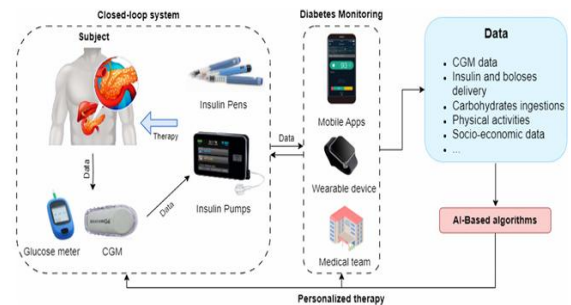 Closed-loop system
Diabetes Monitoring
Subject
Insulin Pens
Therapy
Data
Data
Insulin Pumps
Glucose meter
CGM
Data
Mobile Apps
Wearable device
Medical team
Data
• CGM data
• Insulin and boloses
delivery
• Carbohydrates ingestions
• Physical activities
• Socio-economic data
• ...
AI-Based algorithms
Personalized therapy